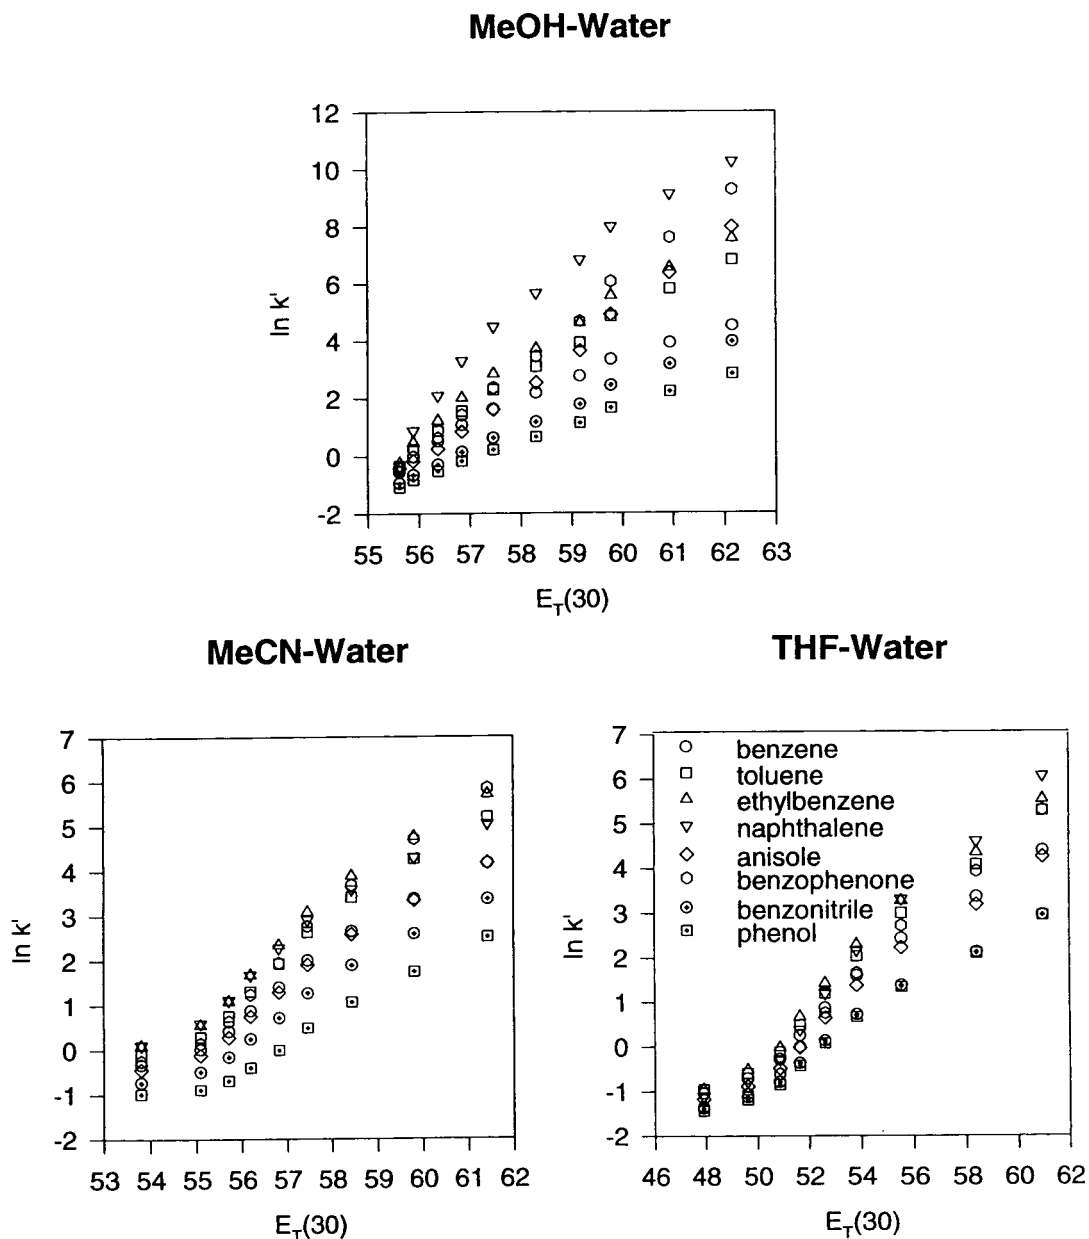 MeOH-Water
12
10
8
6
4
2
0
-2
ln k'
55 56 57 58 59 60 61 62 63
E_T(30)
MeCN-Water
7
6
5
4
3
2
1
0
-1
-2
ln k'
53 54 55 56 57 58 59 60 61 62
E_T(30)
THF-Water
7
6
5
4
3
2
1
0
-1
-2
ln k'
benzene
toluene
ethylbenzene
naphthalene
anisole
benzophenone
benzonitrile
phenol
46 48 50 52 54 56 58 60 62
E_T(30)